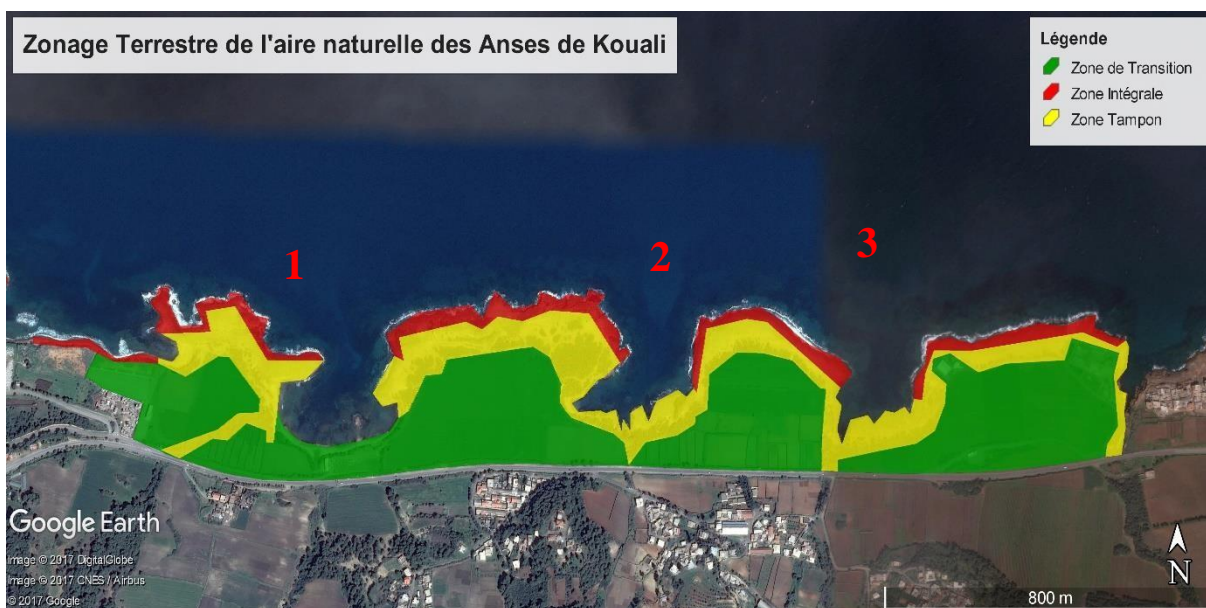 Zonage Terrestre de l'aire naturelle des Anses de Kouali
Légende
Zone de Transition
Zone Intégrale
Zone Tampon
1
2
3
Google Earth
Image © 2017 DigitalGlobe
Image © 2017 CNES / Airbus
© 2017 Google
800 m
N